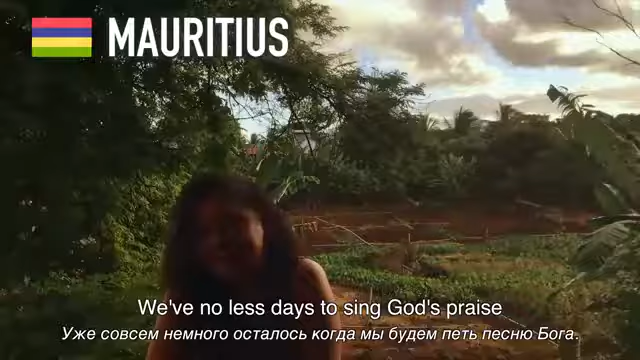 MAURITIUS
We've no less days to sing God's praise
Уже совсем немного осталось когда мы будем петь песню Бога.